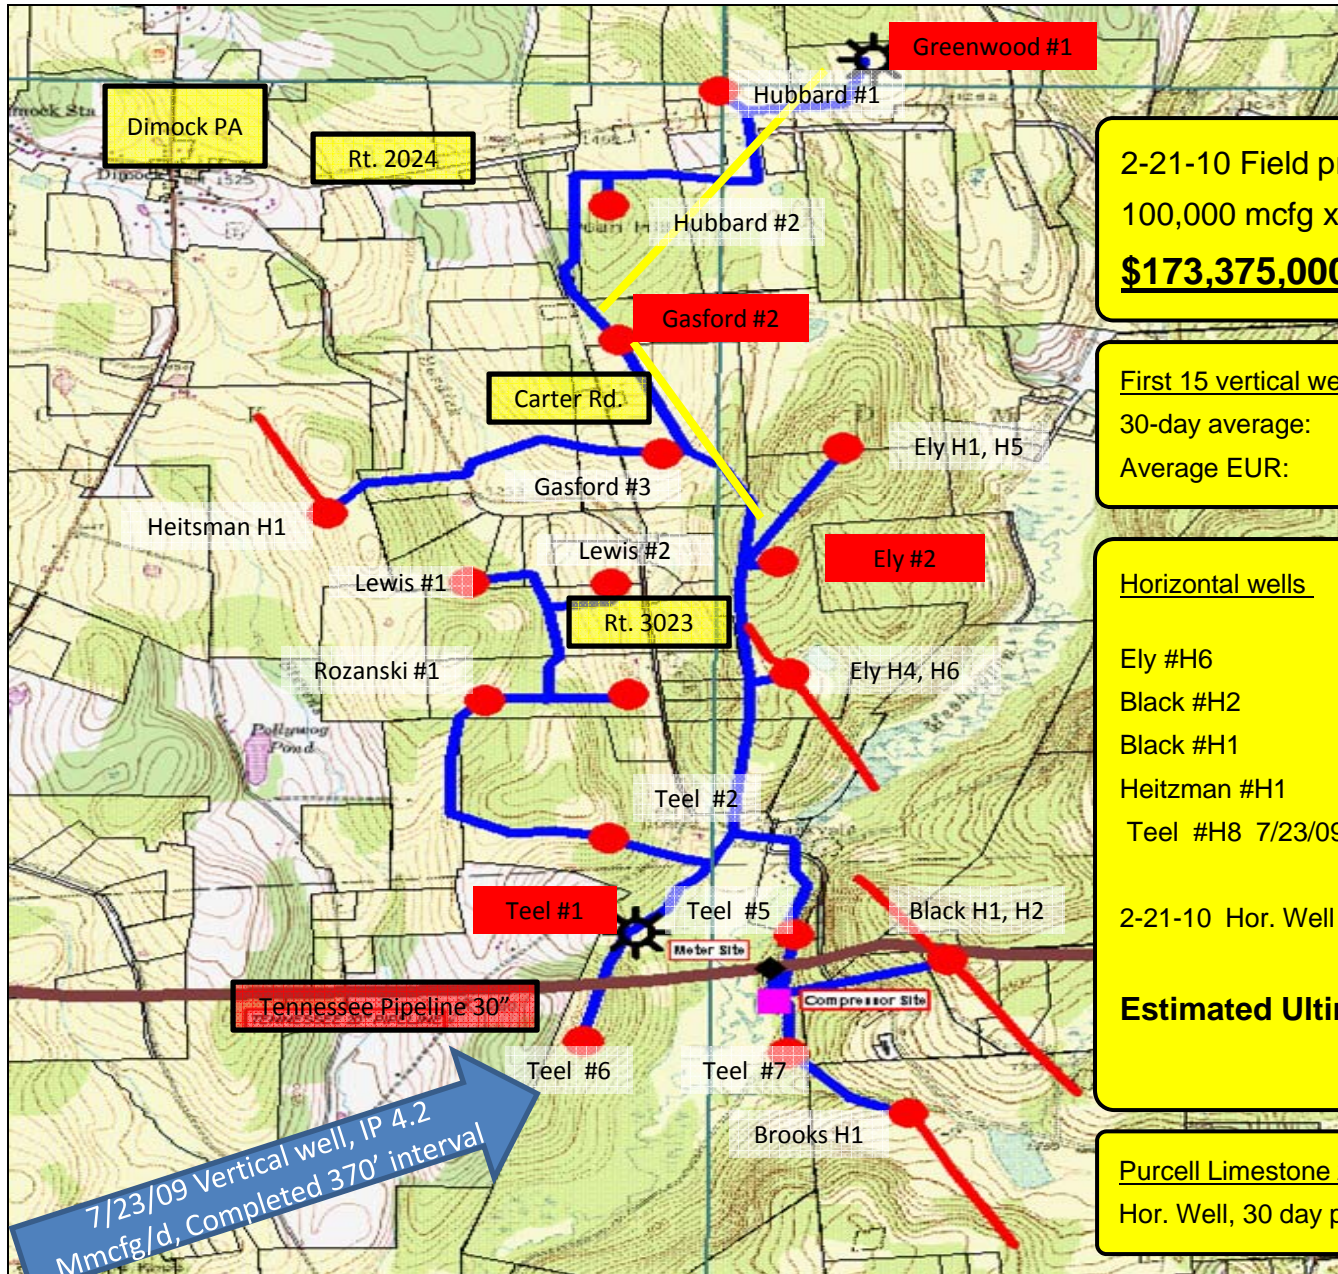 Greenwood #1
Hubbard #1
Dimock PA
Rt. 2024
Hubbard #2
Gasford #2
Carter Rd.
Ely H1, H5
Gasford #3
Heitsman H1
Lewis #2
Ely #2
Lewis #1
Rt. 3023
Rozanski #1
Ely H4, H6
Pollywog
Pond
Teel #2
Teel #1
Teel #5
Black H1, H2
Meter Site
Tennessee Pipeline 30”
TENNESSEE
PIPELINE
Compressor Site
Teel #6
Teel #7
Brooks H1
7/23/09 Vertical well, IP 4.2
Mmcfg/d, Completed 370’ interval
2-21-10 Field
100,000 mcfg x
$173,375,000
First 15 vertical
30-day average:
Average EUR:
Horizontal wells
Ely #H6
Black #H2
Black #H1
Heitzman #H1
Teel #H8 7/23/09
2-21-10 Hor. Well
Estimated
Purcell Limestone
Hor. Well, 30 day